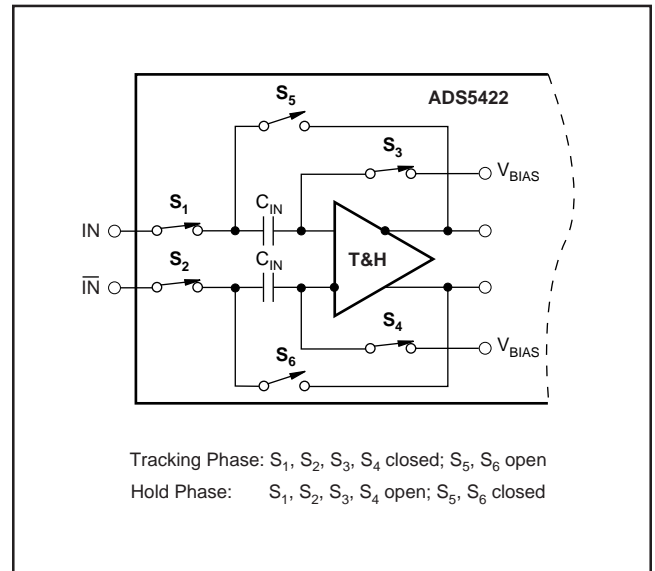 ADS5422
S5
S3
VBIAS
S1
CIN
IN
T&H
S2
CIN
I̅N̅
S4
VBIAS
S6
Tracking Phase: S1, S2, S3, S4 closed; S5, S6 open
Hold Phase: S1, S2, S3, S4 open; S5, S6 closed